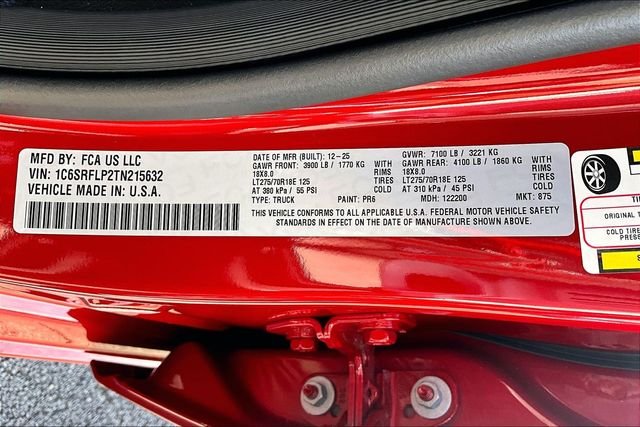 MFD BY: FCA US LLC
VIN: 1C6SRFLP2TN215632
VEHICLE MADE IN U.S.A.
DATE OF MFR (BUILT): 12-25
GAWR FRONT: 3900 LB / 1770 KG WITH
18X8.0 RIMS
LT275/70R18E 125 TIRES
AT 380 kPa / 55 PSI COLD
TYPE: TRUCK PAINT: PR6
GVWR: 7100 LB / 3221 KG
GAWR REAR: 4100 LB / 1860 KG WITH
18X8.0 RIMS
LT275/70R18E 125 TIRES
AT 310 kPa / 45 PSI COLD
MDH: 122200 MKT: 875
THIS VEHICLE CONFORMS TO ALL APPLICABLE U.S.A. FEDERAL MOTOR VEHICLE SAFETY
STANDARDS IN EFFECT ON THE DATE OF MANUFACTURE SHOWN ABOVE.
ORIGINAL T
COLD TIRE
PRES